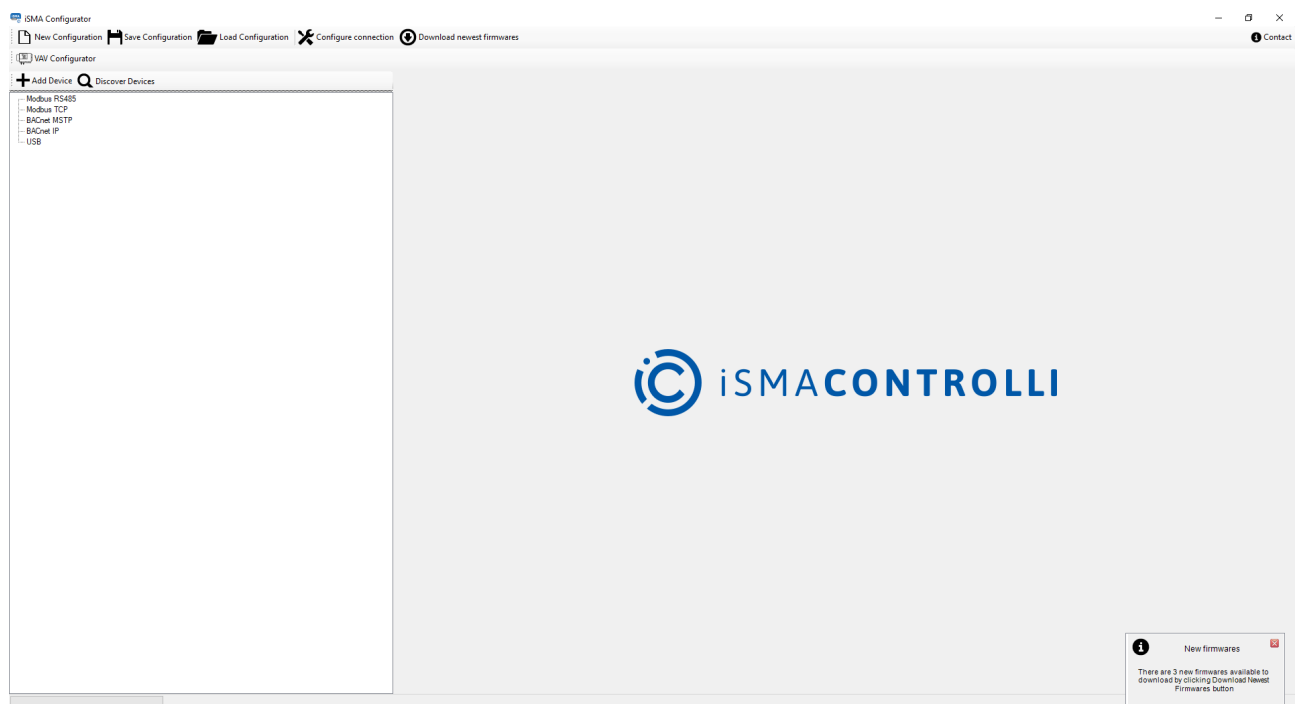 iSMA Configurator
New Configuration Save Configuration Load Configuration Configure connection Download newest firmwares Contact
VAV Configurator
Add Device Discover Devices
Modbus RS485
Modbus TCP
BACnet MSTP
BACnet IP
USB
iSMACONTROLLI
New firmwares
There are 3 new firmwares available to
download by clicking Download Newest
Firmwares button